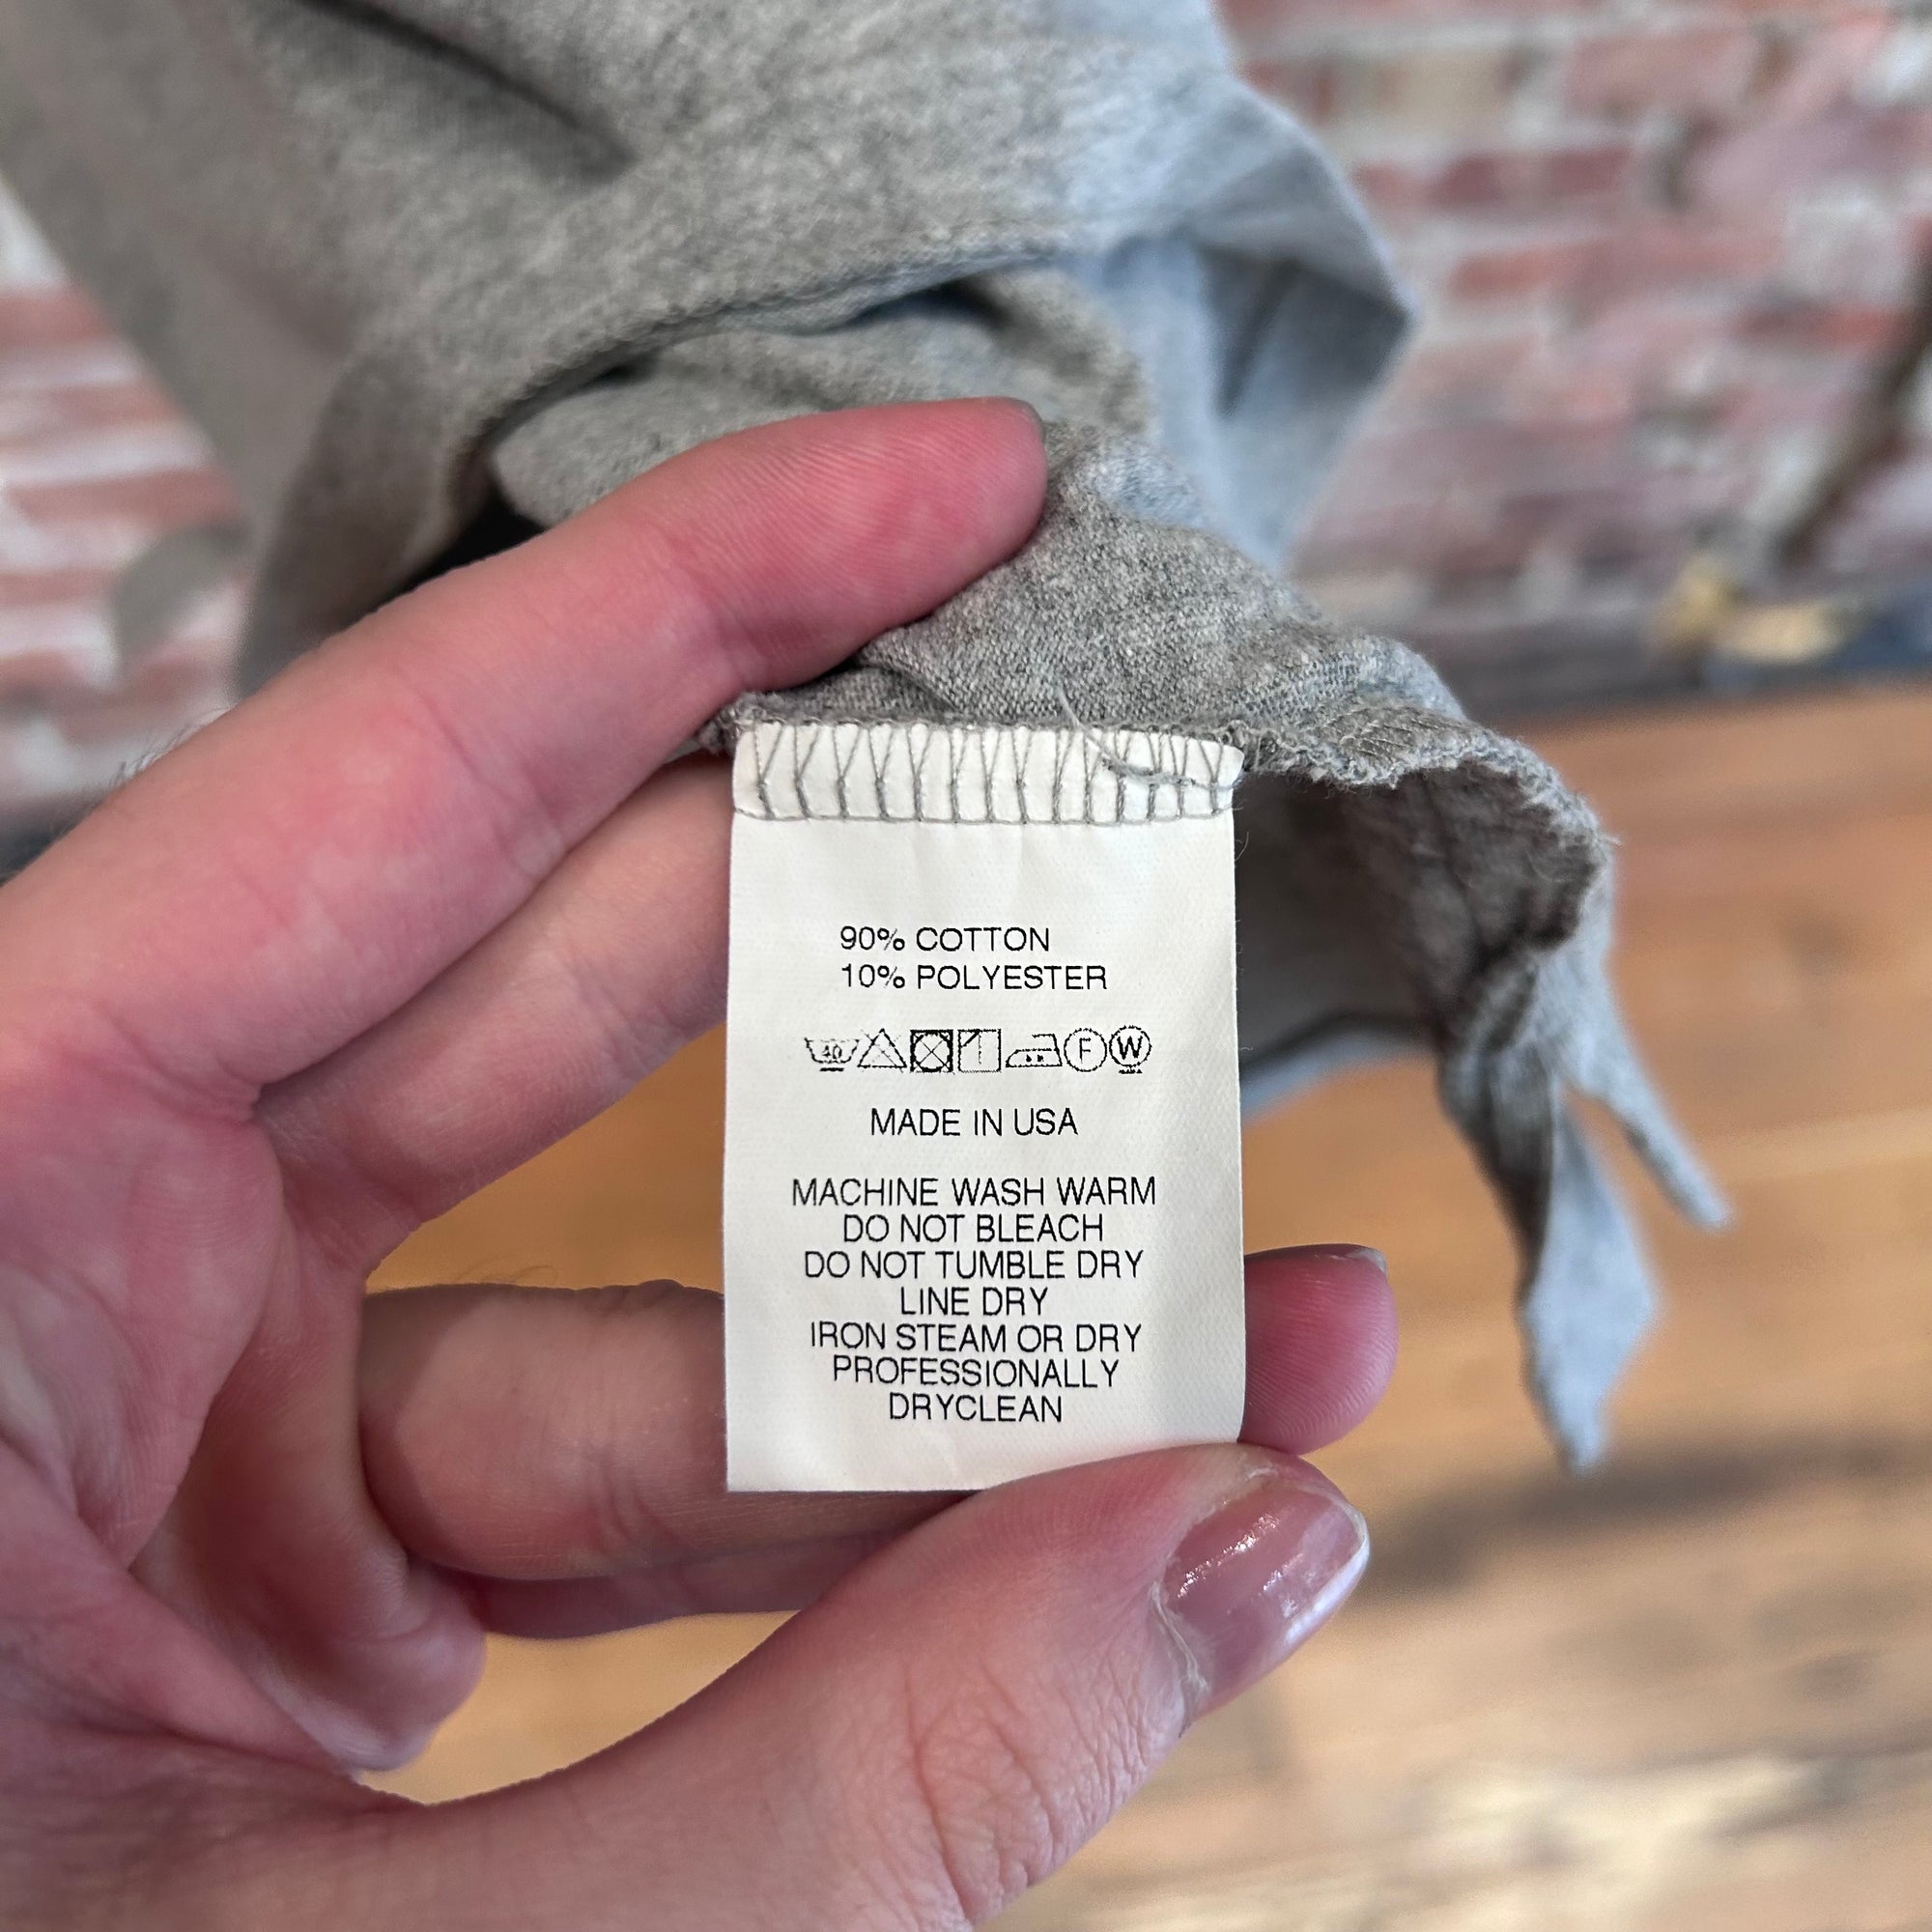 90% COTTON
10% POLYESTER
40 F W
MADE IN USA
MACHINE WASH WARM
DO NOT BLEACH
DO NOT TUMBLE DRY
LINE DRY
IRON STEAM OR DRY
PROFESSIONALLY
DRYCLEAN